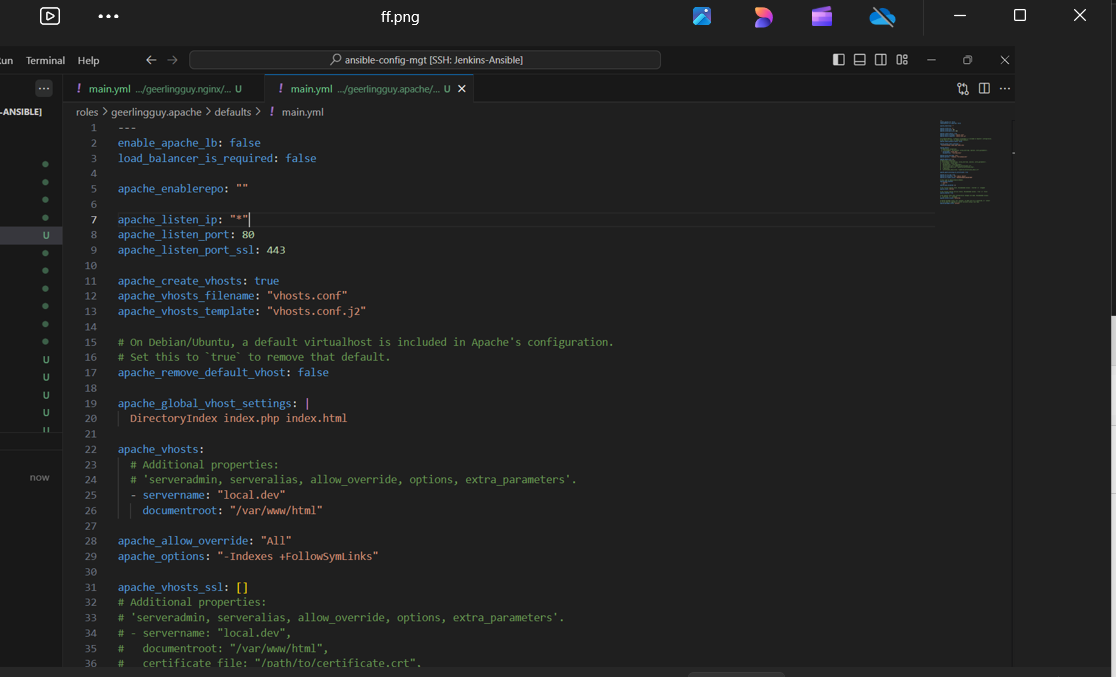 ff.png
un Terminal Help
ansible-config-mgt [SSH: Jenkins-Ansible]
-ANSIBLE]
! main.yml .../geerlingguy.nginx/... U
! main.yml .../geerlingguy.apache/... U
roles > geerlingguy.apache > defaults > ! main.yml
1 ---
2 enable_apache_lb: false
3 load_balancer_is_required: false
4
5 apache_enablerepo: ""
6
7 apache_listen_ip: "*"
8 apache_listen_port: 80
9 apache_listen_port_ssl: 443
10
11 apache_create_vhosts: true
12 apache_vhosts_filename: "vhosts.conf"
13 apache_vhosts_template: "vhosts.conf.j2"
14
15 # On Debian/Ubuntu, a default virtualhost is included in Apache's configuration.
16 # Set this to `true` to remove that default.
17 apache_remove_default_vhost: false
18
19 apache_global_vhost_settings: |
20 DirectoryIndex index.php index.html
21
22 apache_vhosts:
23 # Additional properties:
24 # 'serveradmin, serveralias, allow_override, options, extra_parameters'.
25 - servername: "local.dev"
26 documentroot: "/var/www/html"
27
28 apache_allow_override: "All"
29 apache_options: "-Indexes +FollowSymLinks"
30
31 apache_vhosts_ssl: []
32 # Additional properties:
33 # 'serveradmin, serveralias, allow_override, options, extra_parameters'.
34 # - servername: "local.dev",
35 # documentroot: "/var/www/html",
36 # certificate_file: "/path/to/certificate.crt",
U
U
U
U
U
U
now